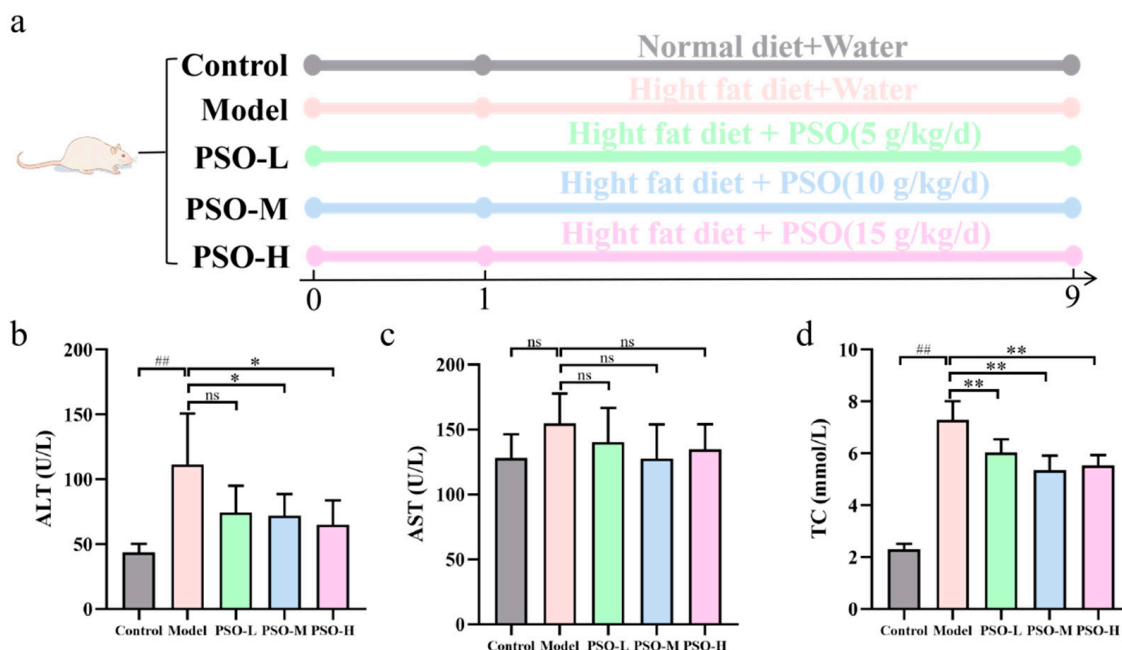 a
Control
Normal diet+Water
Model
Hight fat diet+Water
PSO-L
Hight fat diet + PSO(5 g/kg/d)
PSO-M
Hight fat diet + PSO(10 g/kg/d)
PSO-H
Hight fat diet + PSO(15 g/kg/d)
0 1 9
b
ALT (U/L)
200
150
100
50
0
##
*
*
ns
Control Model PSO-L PSO-M PSO-H
c
AST (U/L)
200
150
100
50
0
ns
ns
ns
ns
Control Model PSO-L PSO-M PSO-H
d
TC (mmol/L)
10
8
6
4
2
0
##
**
**
**
Control Model PSO-L PSO-M PSO-H